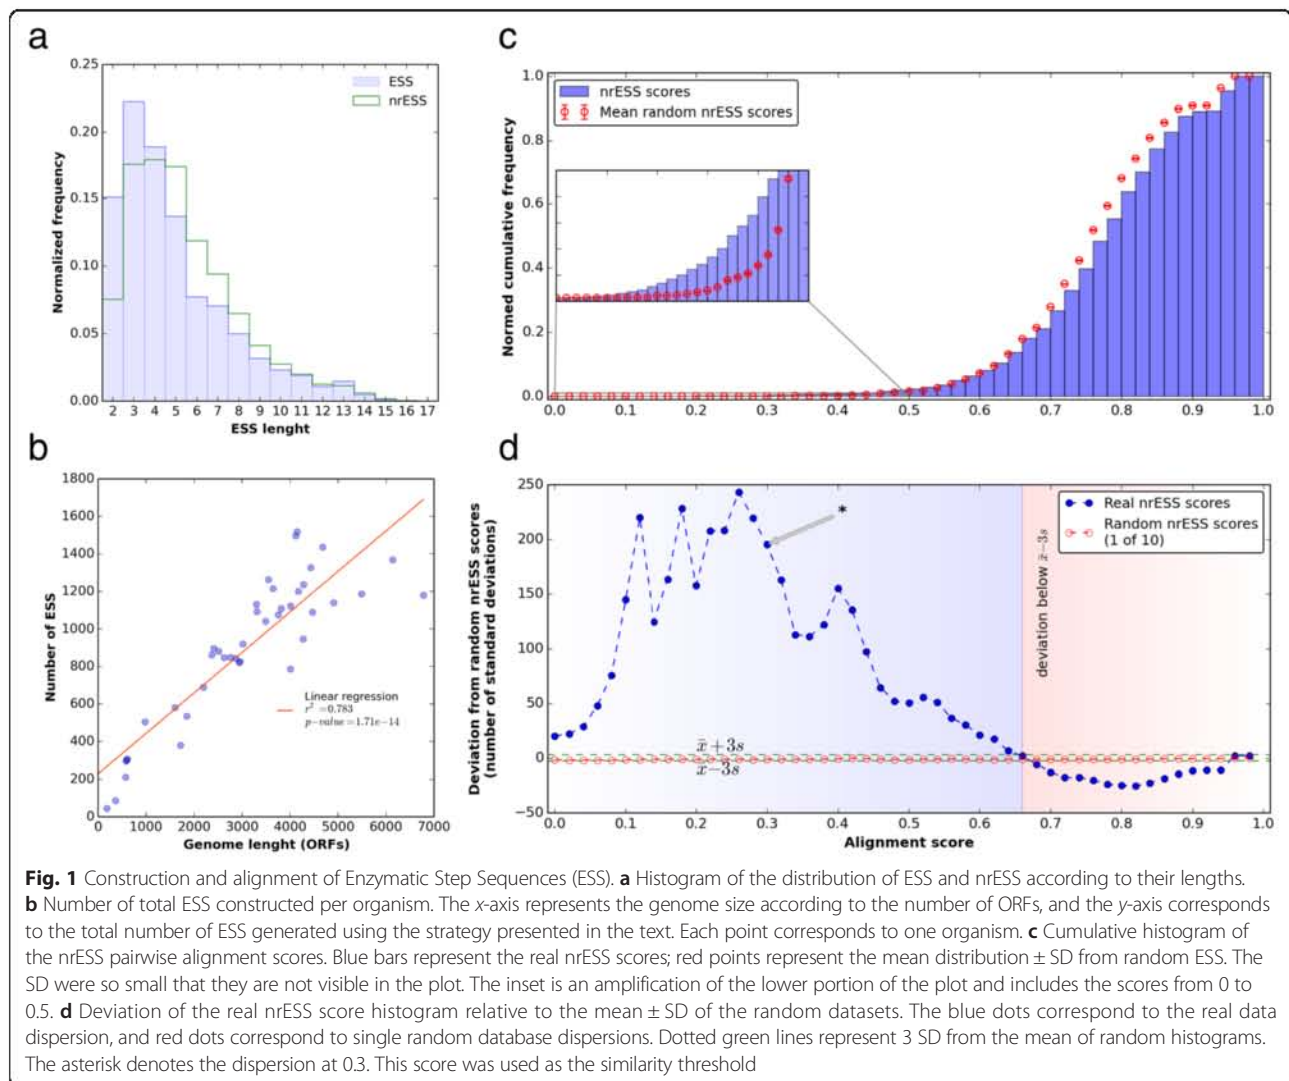 a
0.25
0.20
0.15
0.10
0.05
0.00
Normalized frequency
ESS
nrESS
2 3 4 5 6 7 8 9 10 11 12 13 14 15 16 17
ESS lenght
b
1800
1600
1400
1200
1000
800
600
400
200
0
Number of ESS
Linear regression
r² = 0.783
p−value = 1.71e−14
0 1000 2000 3000 4000 5000 6000 7000
Genome lenght (ORFs)
c
1.0
0.8
0.6
0.4
0.2
0.0
Normed cumulative frequency
nrESS scores
Mean random nrESS scores
0.0 0.1 0.2 0.3 0.4 0.5 0.6 0.7 0.8 0.9 1.0
d
250
200
150
100
50
0
−50
Deviation from random nrESS scores
(number of standard deviations)
*
Real nrESS scores
Random nrESS scores
(1 of 10)
deviation below x̄−3s
x̄+3s
x̄−3s
0.0 0.1 0.2 0.3 0.4 0.5 0.6 0.7 0.8 0.9 1.0
Alignment score
Fig. 1 Construction and alignment of Enzymatic Step Sequences (ESS). a Histogram of the distribution of ESS and nrESS according to their lengths.
b Number of total ESS constructed per organism. The x-axis represents the genome size according to the number of ORFs, and the y-axis corresponds
to the total number of ESS generated using the strategy presented in the text. Each point corresponds to one organism. c Cumulative histogram of
the nrESS pairwise alignment scores. Blue bars represent the real nrESS scores; red points represent the mean distribution ± SD from random ESS. The
SD were so small that they are not visible in the plot. The inset is an amplification of the lower portion of the plot and includes the scores from 0 to
0.5. d Deviation of the real nrESS score histogram relative to the mean ± SD of the random datasets. The blue dots correspond to the real data
dispersion, and red dots correspond to single random database dispersions. Dotted green lines represent 3 SD from the mean of random histograms.
The asterisk denotes the dispersion at 0.3. This score was used as the similarity threshold